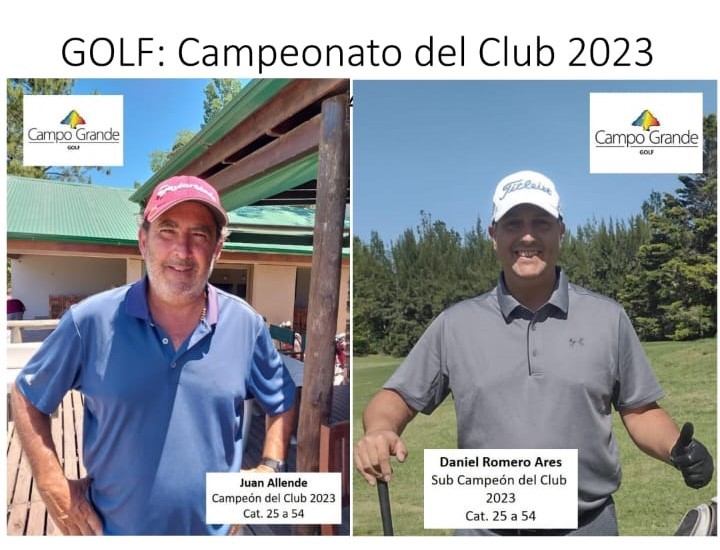 GOLF: Campeonato del Club 2023
Campo Grande
GOLF
TaylorMade
Juan Allende
Campeón del Club 2023
Cat. 25 a 54
Campo Grande
GOLF
Titleist
Daniel Romero Ares
Sub Campeón del Club
2023
Cat. 25 a 54